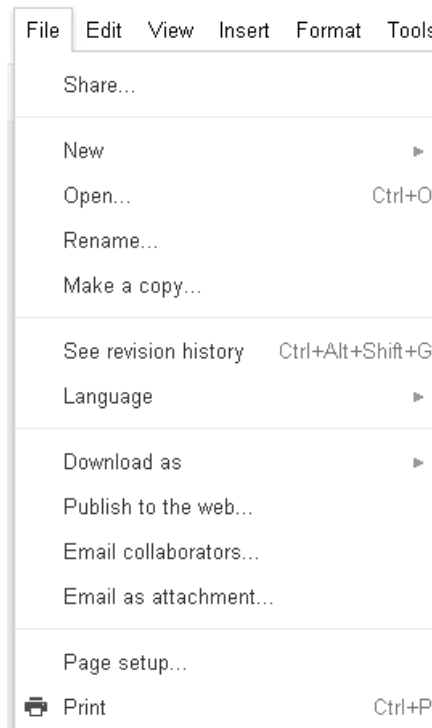 File Edit View Insert Format Tools
Share...
New
Open... Ctrl+O
Rename...
Make a copy...
See revision history Ctrl+Alt+Shift+G
Language
Download as
Publish to the web...
Email collaborators...
Email as attachment...
Page setup...
Print Ctrl+P